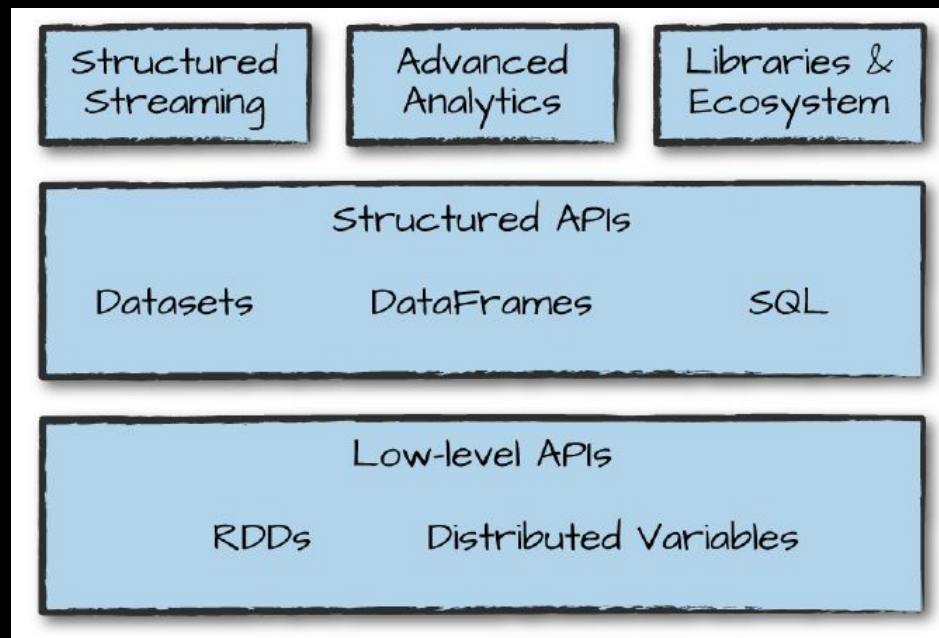 Structured
Streaming
Advanced
Analytics
Libraries &
Ecosystem
Structured APIs
Datasets DataFrames SQL
Low-level APIs
RDDs Distributed Variables